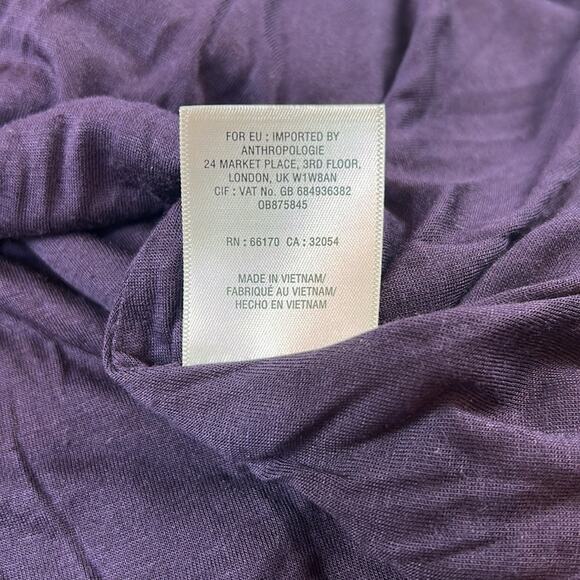 FOR EU ; IMPORTED BY
ANTHROPOLOGIE
24 MARKET PLACE, 3RD FLOOR,
LONDON, UK W1W8AN
CIF : VAT No. GB 684936382
OB875845
RN : 66170 CA : 32054
MADE IN VIETNAM/
FABRIQUÉ AU VIETNAM/
HECHO EN VIETNAM